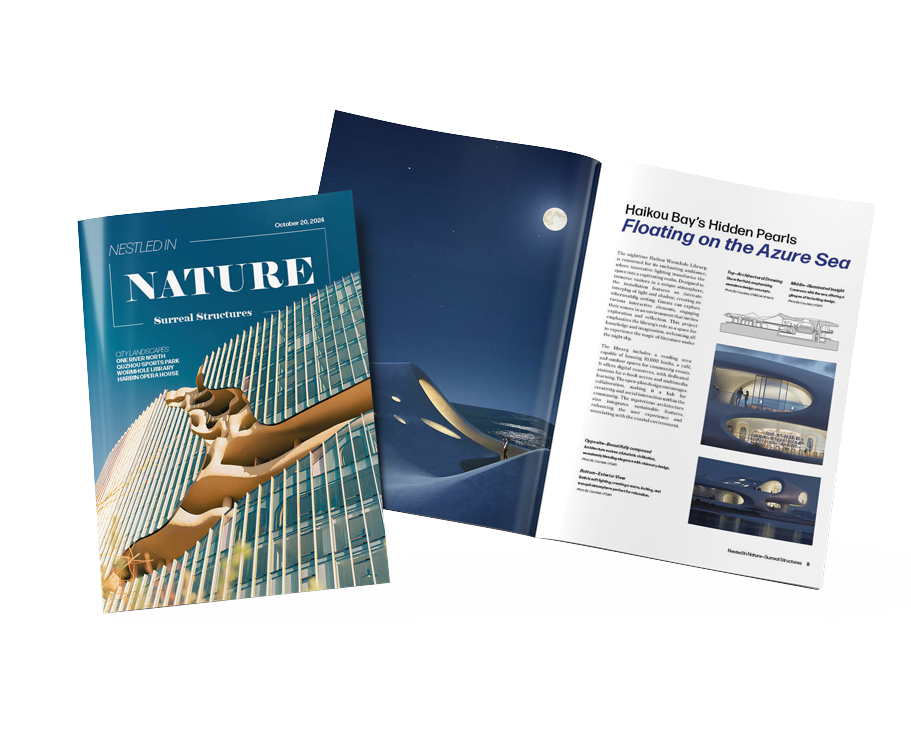 October 20, 2024
NESTLED IN
NATURE
Surreal Structures
CITY LANDSCAPES
ONE RIVER NORTH
QUZHOU SPORTS PARK
WORMHOLE LIBRARY
HARBIN OPERA HOUSE
Haikou Bay's Hidden Pearls
Floating on the Azure Sea
The nighttime Haikou Wormhole Library
is renowned for its enchanting ambiance,
where innovative lighting transforms the
space into a captivating oasis. Designed to
immerse visitors in a unique atmosphere,
the installation features an intricate
interplay of light and shadow, creating an
otherworldly setting. Guests can explore
various interactive elements, engaging
their senses in an environment that invites
exploration and reflection. This project
emphasizes the library's role as a space for
knowledge and imagination, welcoming all
to experience the magic of literature under
the night sky.
The library includes a reading area
capable of housing 10,000 books, a café,
and outdoor spaces for community events.
It offers digital resources, with dedicated
stations for e-book access and multimedia
learning. The open-plan design encourages
collaboration, making it a hub for
creativity and social interaction within the
community. The mysterious architecture
also integrates sustainable features,
enhancing the user experience and
associating with the coastal environment.
Top–Architectural Drawing
Middle–Illuminated Insight
Opposite–Beautifully composed
Bottom–Exterior View
Nestled In Nature–Surreal Structures